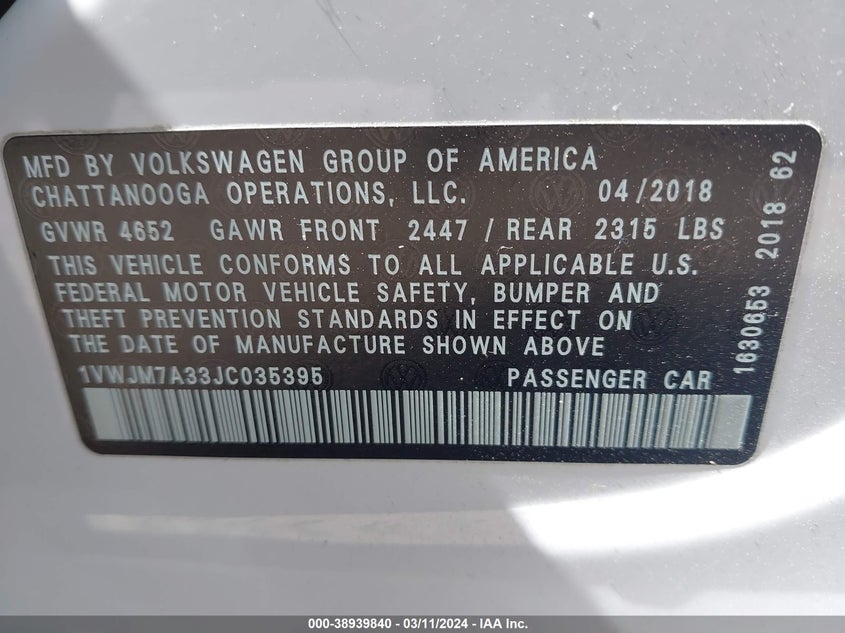 MFD BY VOLKSWAGEN GROUP OF AMERICA
CHATTANOOGA OPERATIONS, LLC. 04/2018
GVWR 4652 GAWR FRONT 2447 / REAR 2315 LBS
THIS VEHICLE CONFORMS TO ALL APPLICABLE U.S.
FEDERAL MOTOR VEHICLE SAFETY, BUMPER AND
THEFT PREVENTION STANDARDS IN EFFECT ON
THE DATE OF MANUFACTURE SHOWN ABOVE
1VWJM7A33JC035395 PASSENGER CAR
1630653 2018 62
000-38939840 - 03/11/2024 - IAA Inc.